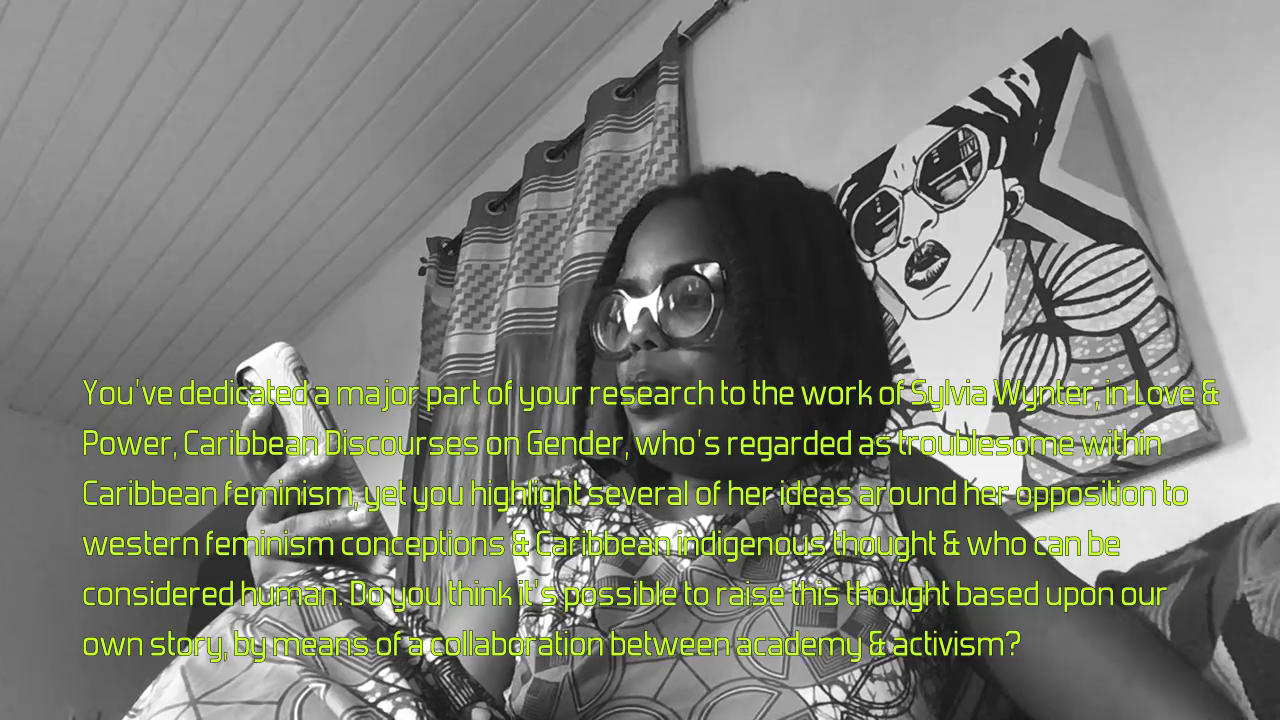 You've dedicated a major part of your research to the work of Sylvia Wynter, in Love &
Power, Caribbean Discourses on Gender, who's regarded as troublesome within
Caribbean feminism, yet you highlight several of her ideas around her opposition to
western feminism conceptions & Caribbean indigenous thought & who can be
considered human. Do you think it's possible to raise this thought based upon our
own story, by means of a collaboration between academy & activism?